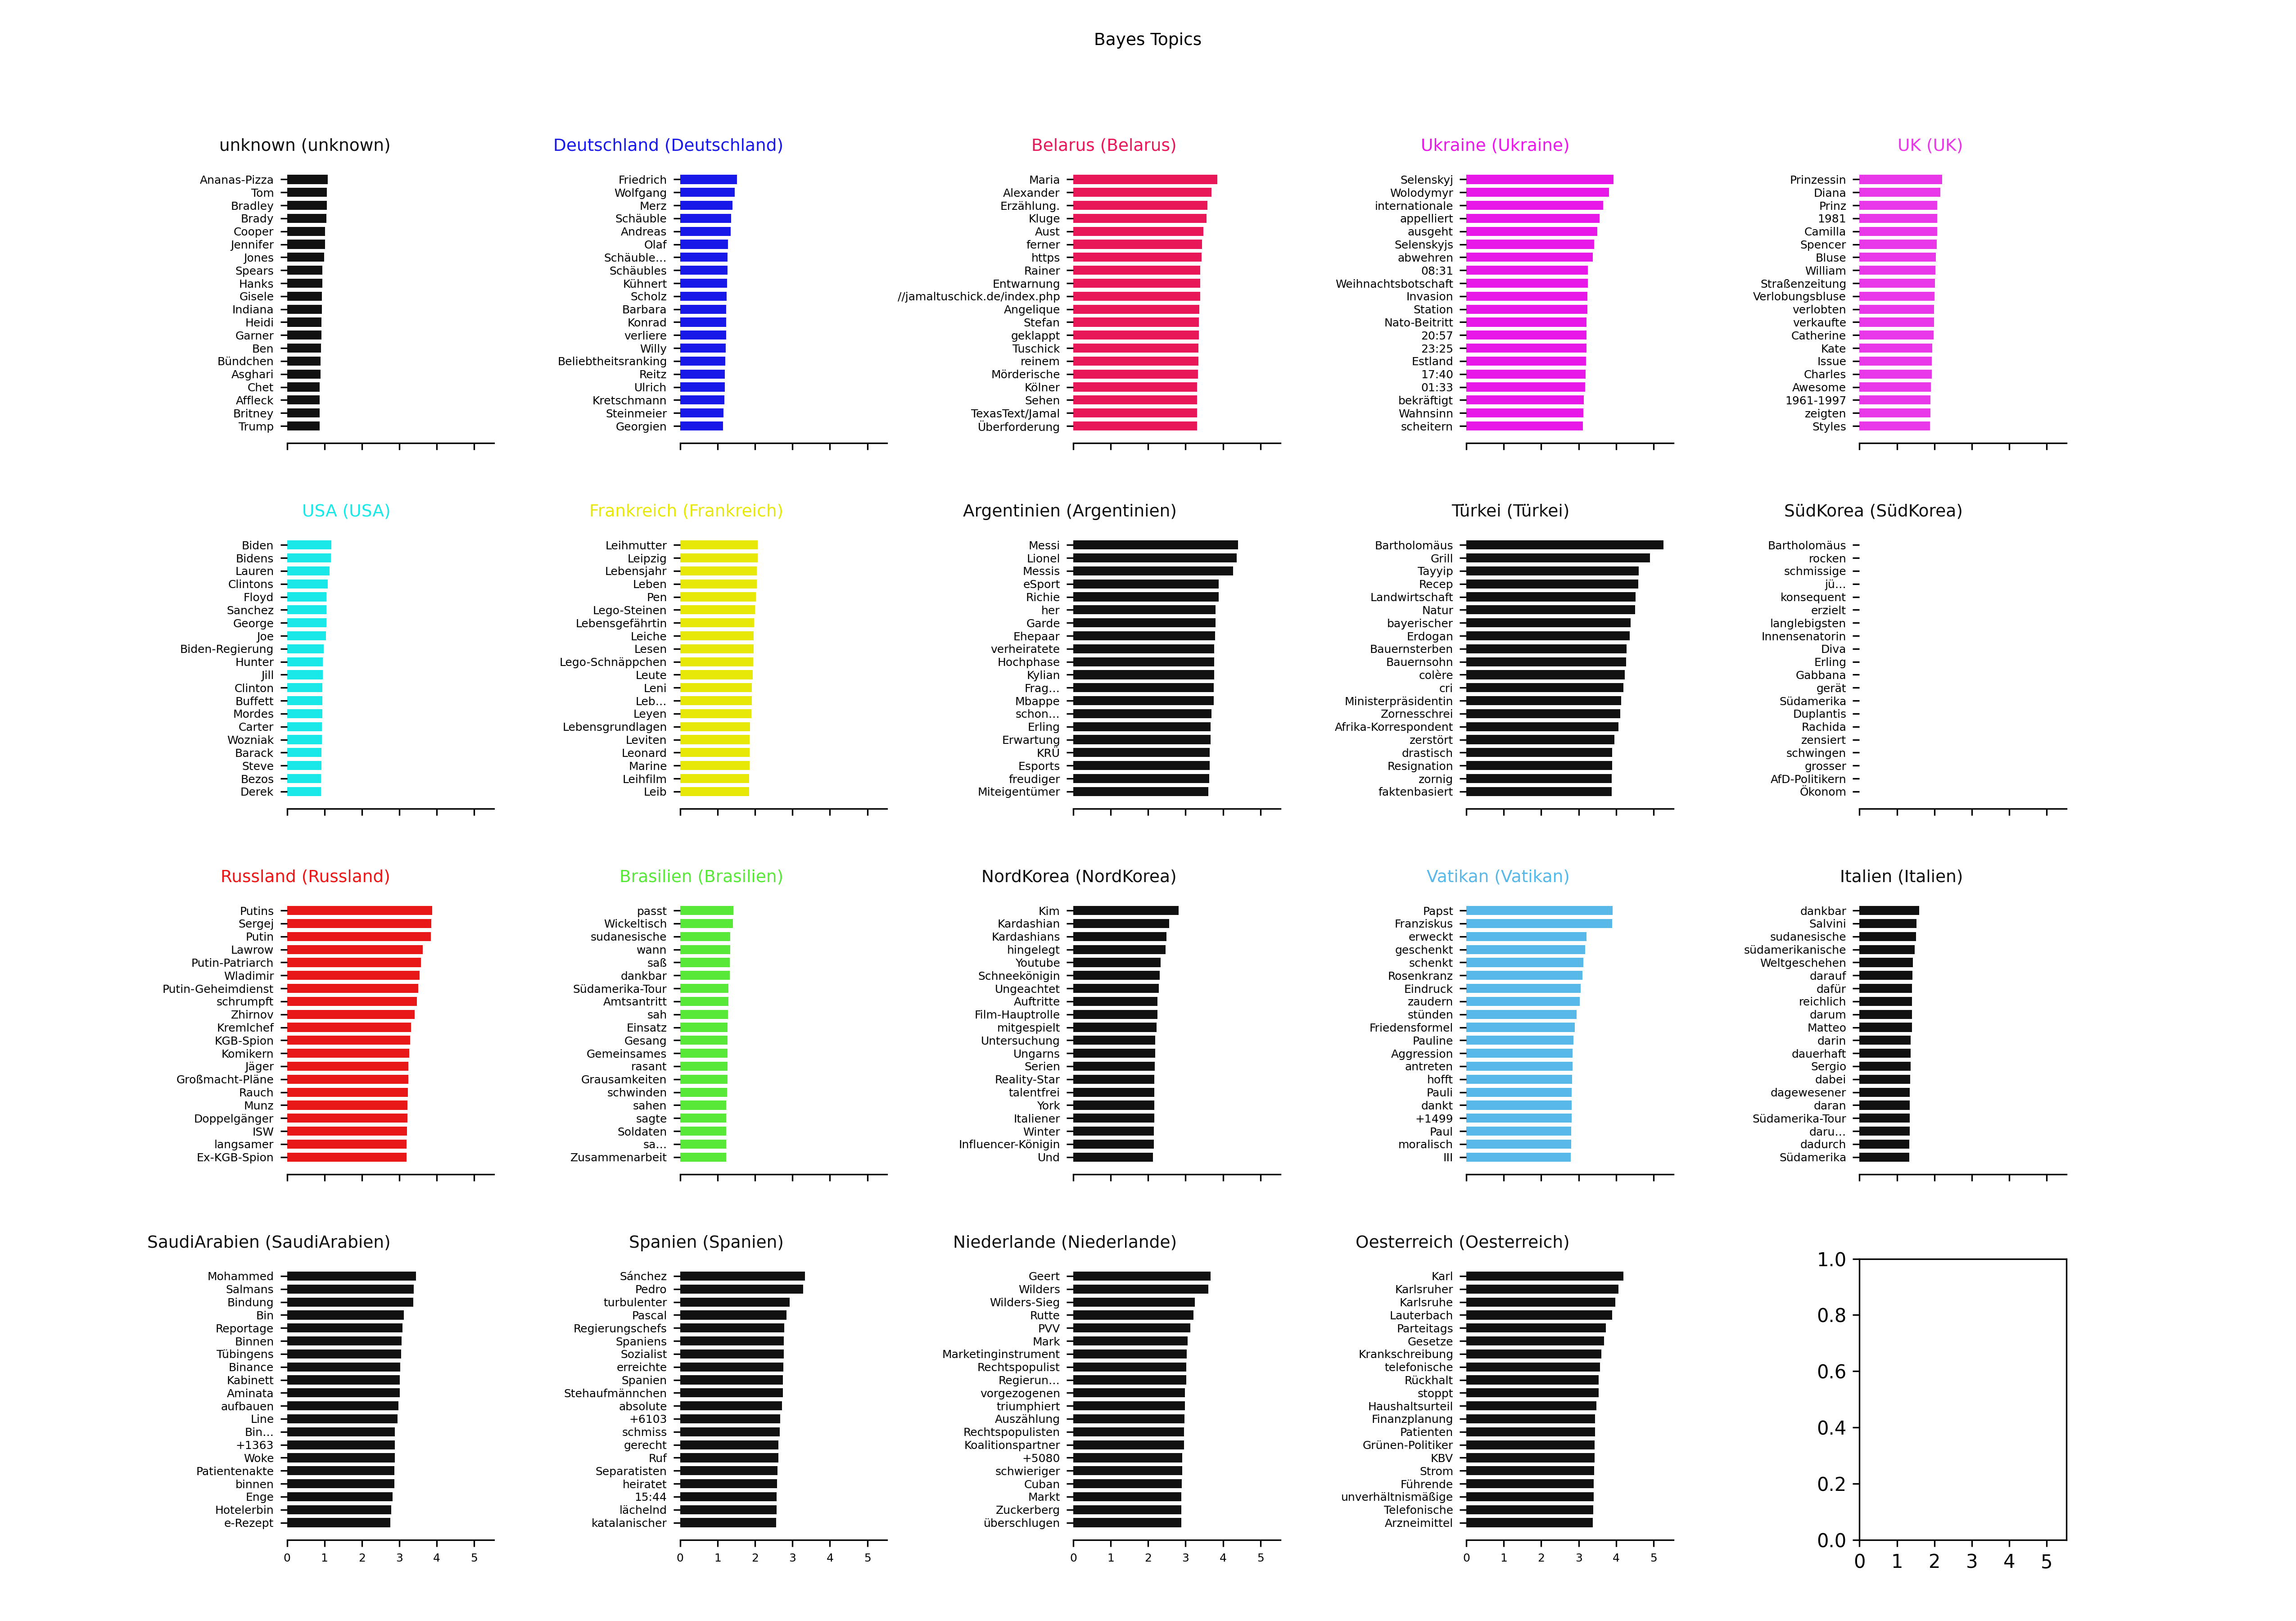 Bayes Topics
unknown (unknown)
Ananas-Pizza
Tom
Bradley
Brady
Cooper
Jennifer
Jones
Spears
Hanks
Gisele
Indiana
Heidi
Garner
Ben
Bündchen
Asghari
Chet
Affleck
Britney
Trump
Deutschland (Deutschland)
Friedrich
Wolfgang
Merz
Schäuble
Andreas
Olaf
Schäuble…
Schäubles
Kühnert
Scholz
Barbara
Konrad
verliere
Willy
Beliebtheitsranking
Reitz
Ulrich
Kretschmann
Steinmeier
Georgien
Belarus (Belarus)
Maria
Alexander
Erzählung.
Kluge
Aust
ferner
https
Rainer
Entwarnung
//jamaltuschick.de/index.php
Angelique
Stefan
geklappt
Tuschick
reinem
Mörderische
Kölner
Sehen
TexasText/Jamal
Überforderung
Ukraine (Ukraine)
Selenskyj
Wolodymyr
internationale
appelliert
ausgeht
Selenskyjs
abwehren
08:31
Weihnachtsbotschaft
Invasion
Station
Nato-Beitritt
20:57
23:25
Estland
17:40
01:33
bekräftigt
Wahnsinn
scheitern
UK (UK)
Prinzessin
Diana
Prinz
1981
Camilla
Spencer
Bluse
William
Straßenzeitung
Verlobungsbluse
verlobten
verkaufte
Catherine
Kate
Issue
Charles
Awesome
1961-1997
zeigten
Styles
USA (USA)
Biden
Bidens
Lauren
Clintons
Floyd
Sanchez
George
Joe
Biden-Regierung
Hunter
Jill
Clinton
Buffett
Mordes
Carter
Wozniak
Barack
Steve
Bezos
Derek
Frankreich (Frankreich)
Leihmutter
Leipzig
Lebensjahr
Leben
Pen
Lego-Steinen
Lebensgefährtin
Leiche
Lesen
Lego-Schnäppchen
Leute
Leni
Leb…
Leyen
Lebensgrundlagen
Leviten
Leonard
Marine
Leihfilm
Leib
Argentinien (Argentinien)
Messi
Lionel
Messis
eSport
Richie
her
Garde
Ehepaar
verheiratete
Hochphase
Kylian
Frag…
Mbappe
schon…
Erling
Erwartung
KRÜ
Esports
freudiger
Miteigentümer
Türkei (Türkei)
Bartholomäus
Grill
Tayyip
Recep
Landwirtschaft
Natur
bayerischer
Erdogan
Bauernsterben
Bauernsohn
colère
cri
Ministerpräsidentin
Zornesschrei
Afrika-Korrespondent
zerstört
drastisch
Resignation
zornig
faktenbasiert
SüdKorea (SüdKorea)
Bartholomäus
rocken
schmissige
jü…
konsequent
erzielt
langlebigsten
Innensenatorin
Diva
Erling
Gabbana
gerät
Südamerika
Duplantis
Rachida
zensiert
schwingen
grosser
AfD-Politikern
Ökonom
Russland (Russland)
Putins
Sergej
Putin
Lawrow
Putin-Patriarch
Wladimir
Putin-Geheimdienst
schrumpft
Zhirnov
Kremlchef
KGB-Spion
Komikern
Jäger
Großmacht-Pläne
Rauch
Munz
Doppelgänger
ISW
langsamer
Ex-KGB-Spion
Brasilien (Brasilien)
passt
Wickeltisch
sudanesische
wann
saß
dankbar
Südamerika-Tour
Amtsantritt
sah
Einsatz
Gesang
Gemeinsames
rasant
Grausamkeiten
schwinden
sahen
sagte
Soldaten
sa…
Zusammenarbeit
NordKorea (NordKorea)
Kim
Kardashian
Kardashians
hingelegt
Youtube
Schneekönigin
Ungeachtet
Auftritte
Film-Hauptrolle
mitgespielt
Untersuchung
Ungarns
Serien
Reality-Star
talentfrei
York
Italiener
Winter
Influencer-Königin
Und
Vatikan (Vatikan)
Papst
Franziskus
erweckt
geschenkt
schenkt
Rosenkranz
Eindruck
zaudern
stünden
Friedensformel
Pauline
Aggression
antreten
hofft
Pauli
dankt
+1499
Paul
moralisch
III
Italien (Italien)
dankbar
Salvini
sudanesische
südamerikanische
Weltgeschehen
darauf
dafür
reichlich
darum
Matteo
darin
dauerhaft
Sergio
dabei
dagewesener
daran
Südamerika-Tour
daru…
dadurch
Südamerika
SaudiArabien (SaudiArabien)
Mohammed
Salmans
Bindung
Bin
Reportage
Binnen
Tübingens
Binance
Kabinett
Aminata
aufbauen
Line
Bin…
+1363
Woke
Patientenakte
binnen
Enge
Hotelerbin
e-Rezept
0 1 2 3 4 5
Spanien (Spanien)
Sánchez
Pedro
turbulenter
Pascal
Regierungschefs
Spaniens
Sozialist
erreichte
Spanien
Stehaufmännchen
absolute
+6103
schmiss
gerecht
Ruf
Separatisten
heiratet
15:44
lächelnd
katalanischer
0 1 2 3 4 5
Niederlande (Niederlande)
Geert
Wilders
Wilders-Sieg
Rutte
PVV
Mark
Marketinginstrument
Rechtspopulist
Regierun…
vorgezogenen
triumphiert
Auszählung
Rechtspopulisten
Koalitionspartner
+5080
schwieriger
Cuban
Markt
Zuckerberg
überschlugen
0 1 2 3 4 5
Oesterreich (Oesterreich)
Karl
Karlsruher
Karlsruhe
Lauterbach
Parteitags
Gesetze
Krankschreibung
telefonische
Rückhalt
stoppt
Haushaltsurteil
Finanzplanung
Patienten
Grünen-Politiker
KBV
Strom
Führende
unverhältnismäßige
Telefonische
Arzneimittel
0 1 2 3 4 5
1.0
0.8
0.6
0.4
0.2
0.0
0 1 2 3 4 5